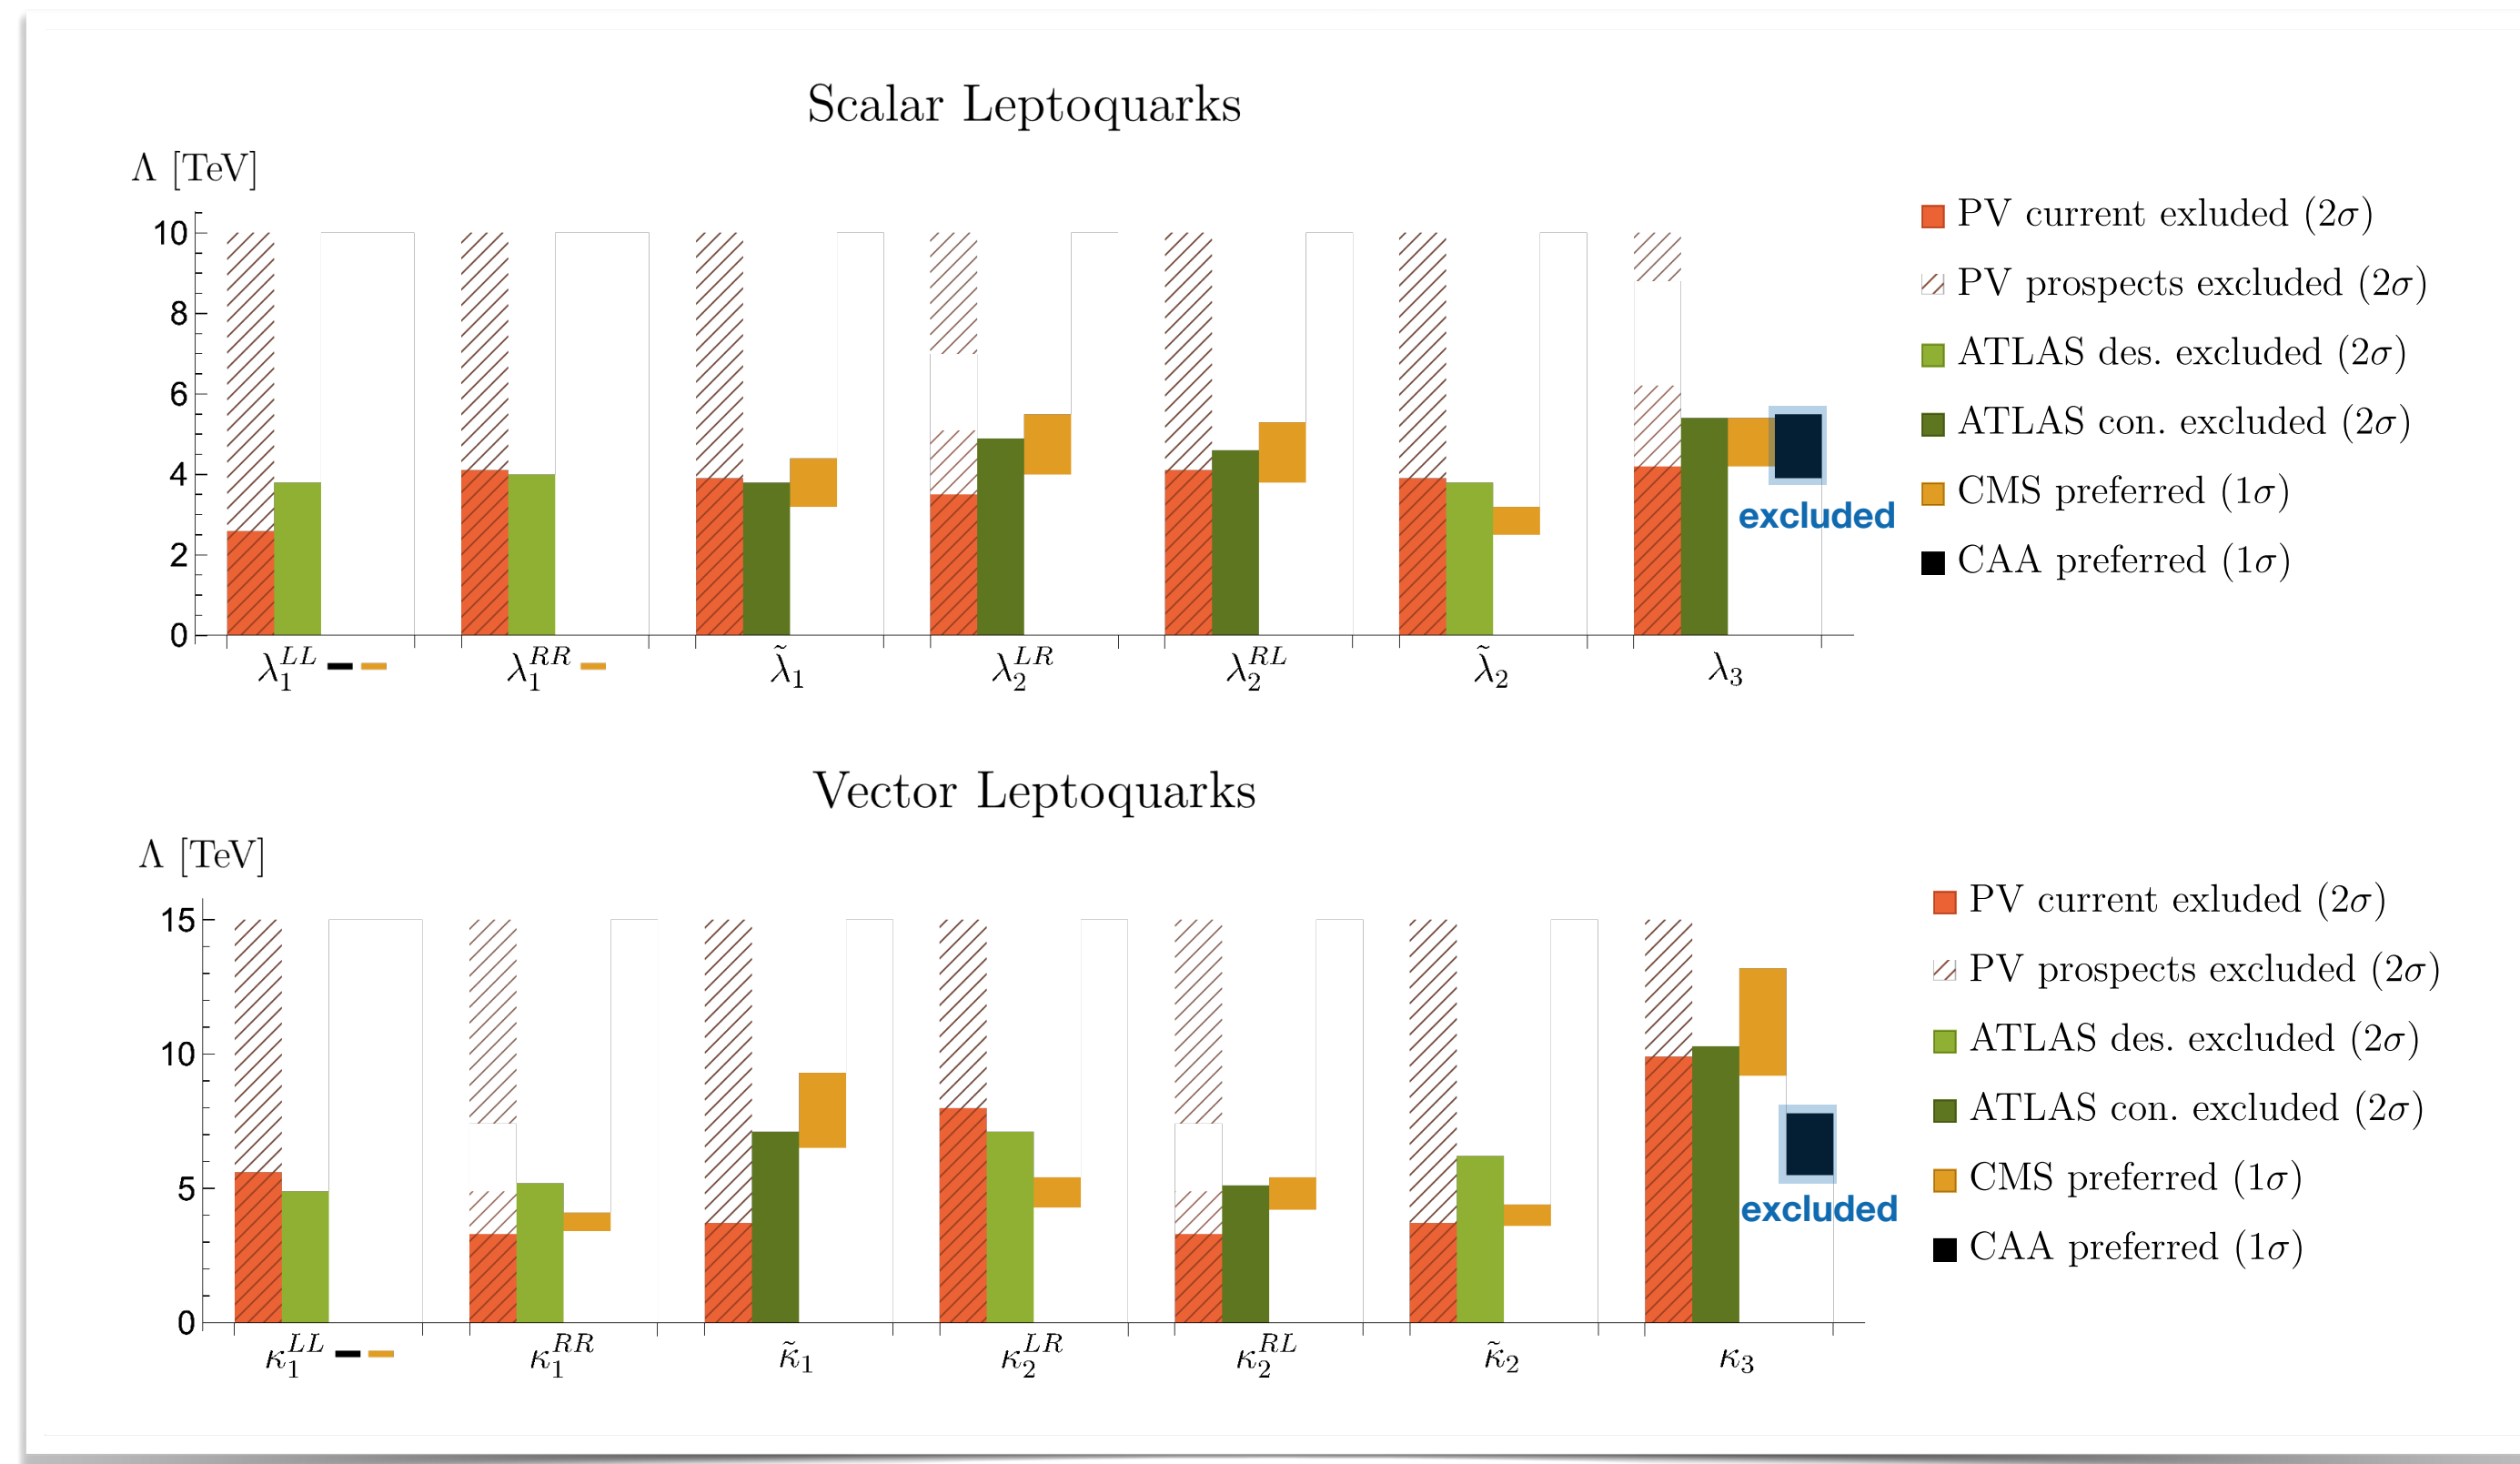 Scalar Leptoquarks
Λ [TeV]
10
8
6
4
2
0
λ₁^{LL}
λ₁^{RR}
λ̃₁
λ₂^{LR}
λ₂^{RL}
λ̃₂
λ₃
excluded
PV current exluded (2σ)
PV prospects excluded (2σ)
ATLAS des. excluded (2σ)
ATLAS con. excluded (2σ)
CMS preferred (1σ)
CAA preferred (1σ)
Vector Leptoquarks
Λ [TeV]
15
10
5
0
κ₁^{LL}
κ₁^{RR}
κ̃₁
κ₂^{LR}
κ₂^{RL}
κ̃₂
κ₃
excluded
PV current exluded (2σ)
PV prospects excluded (2σ)
ATLAS des. excluded (2σ)
ATLAS con. excluded (2σ)
CMS preferred (1σ)
CAA preferred (1σ)